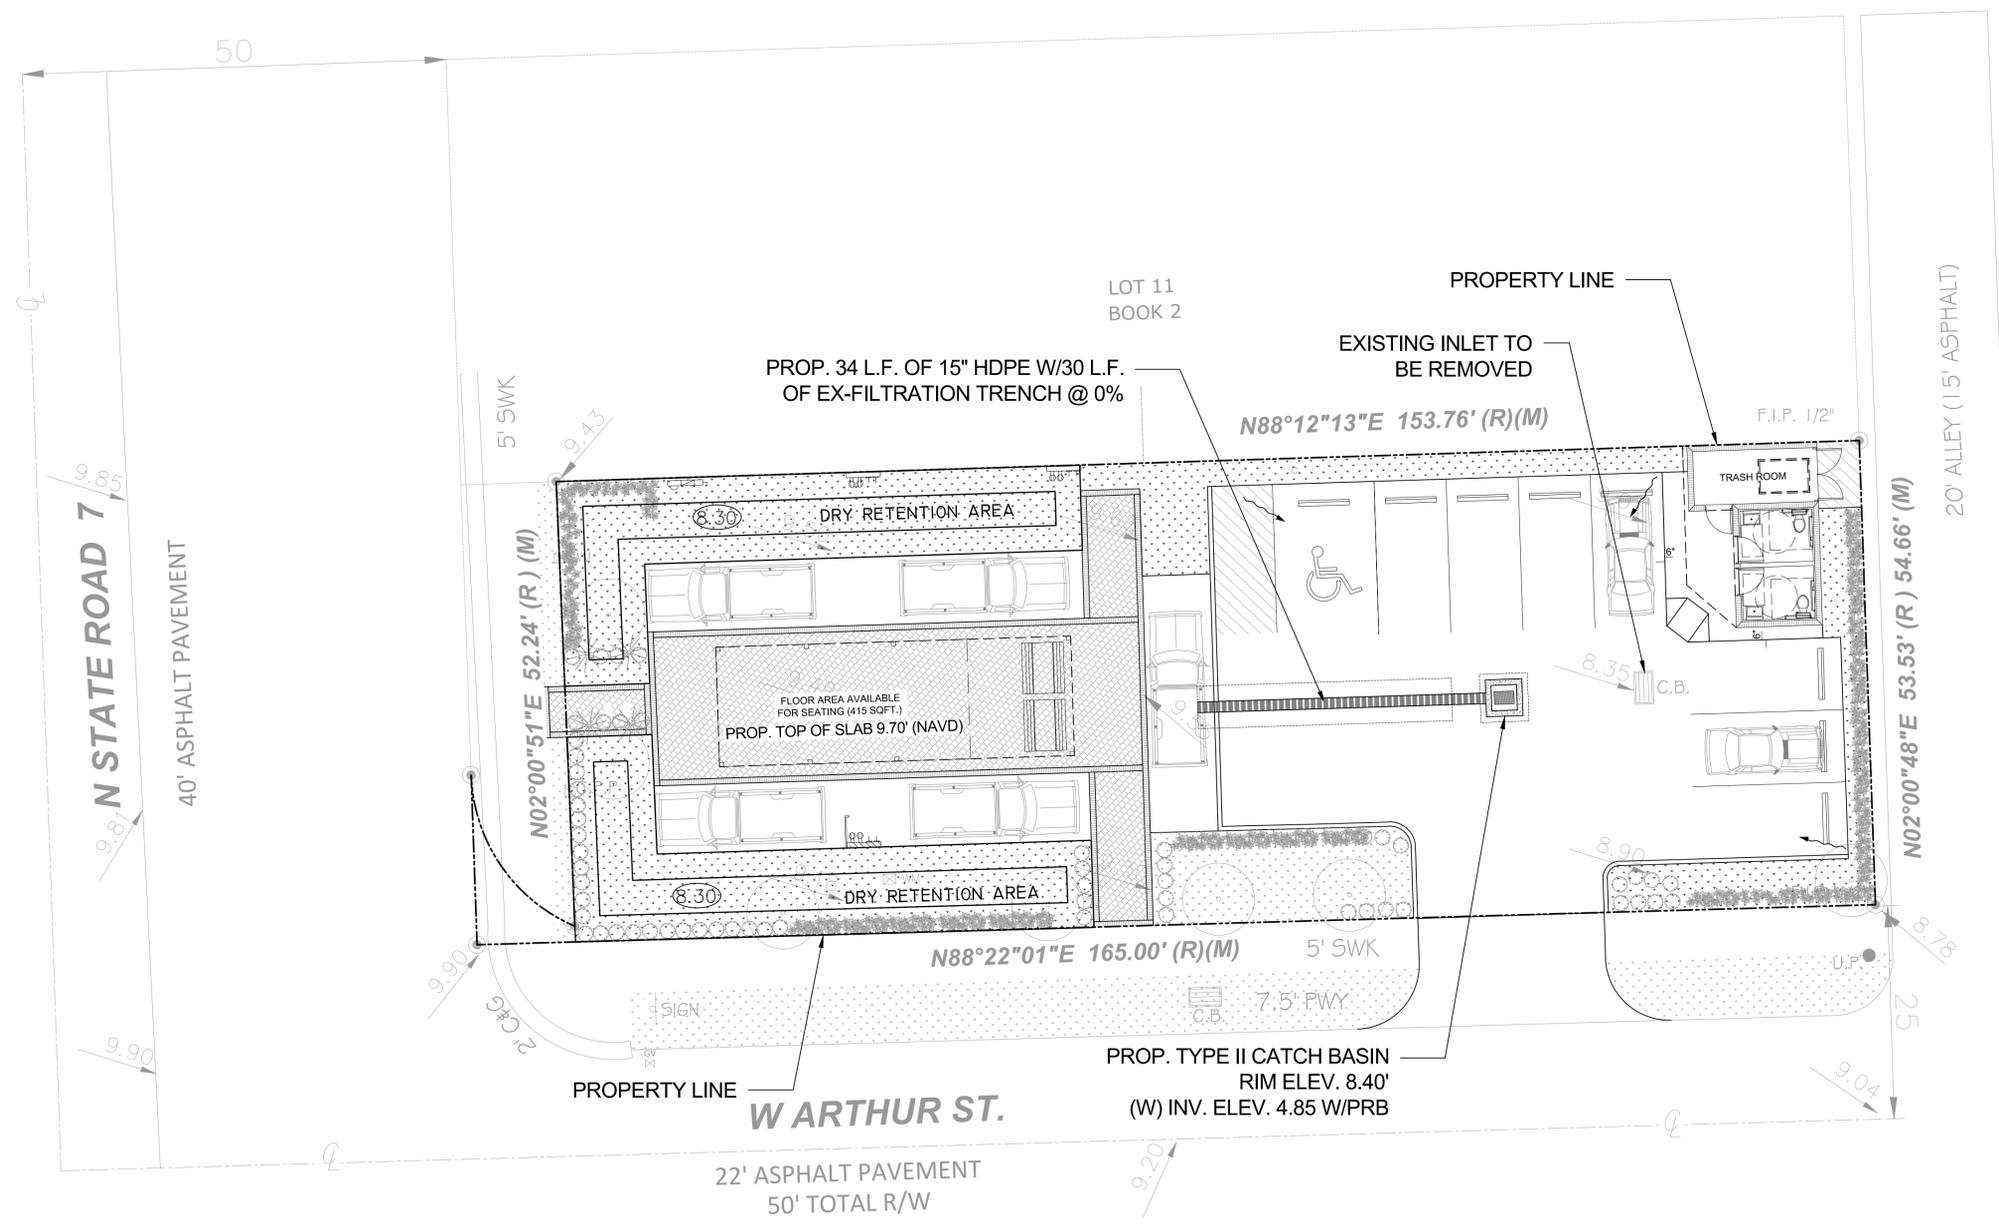 50
LOT 11
BOOK 2
PROPERTY LINE
EXISTING INLET TO
BE REMOVED
PROP. 34 L.F. OF 15" HDPE W/30 L.F.
OF EX-FILTRATION TRENCH @ 0%
N88°12"13"E 153.76' (R)(M)
F.I.P. 1/2"
20' ALLEY (15' ASPHALT)
5' SWK
9.43
9.85
N STATE ROAD 7
40' ASPHALT PAVEMENT
N02°00"51"E 52.24' (R ) (M)
TRASH ROOM
8.30
DRY RETENTION AREA
6"
6"
N02°00"48"E 53.53' (R ) 54.66' (M)
FLOOR AREA AVAILABLE
FOR SEATING (415 SQFT.)
PROP. TOP OF SLAB 9.70' (NAVD)
8.35
C.B.
9.81
8.90
8.30
DRY RETENTION AREA
WV
N88°22"01"E 165.00' (R)(M)
5' SWK
8.78
U.P
9.90
2' C&G
SIGN
C.B.
7.5' PWY
25
9.90
GV
PROP. TYPE II CATCH BASIN
RIM ELEV. 8.40'
(W) INV. ELEV. 4.85 W/PRB
PROPERTY LINE
W ARTHUR ST.
9.04
9.20
22' ASPHALT PAVEMENT
50' TOTAL R/W